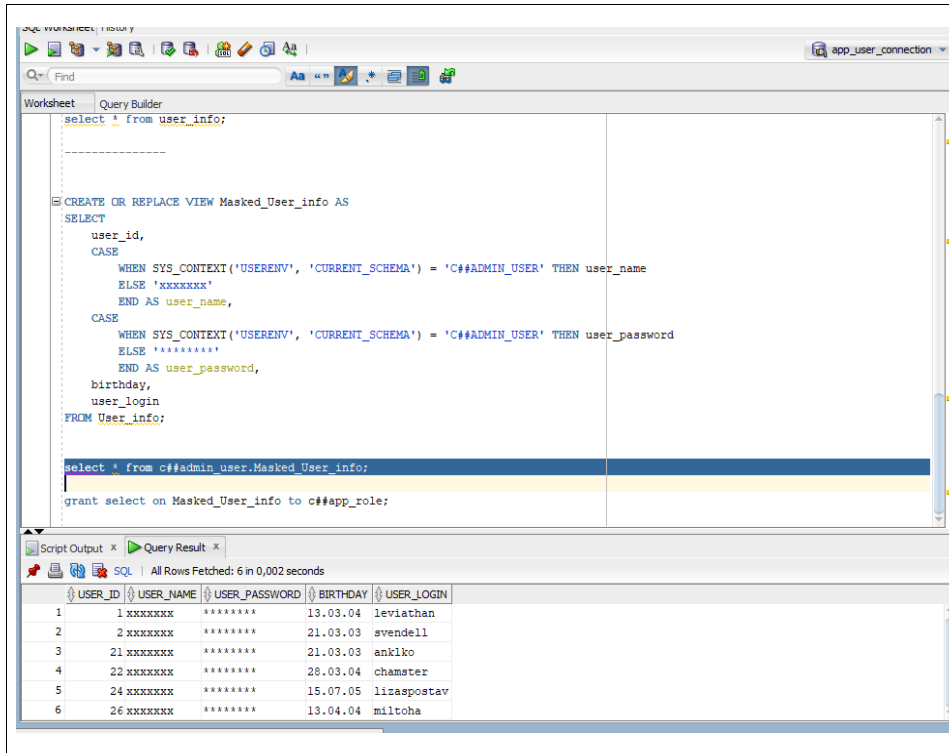 SQL Worksheet History
app_user_connection
Find
Aa “”
Worksheet Query Builder
select * from user_info;
---------------
CREATE OR REPLACE VIEW Masked_User_info AS
SELECT
user_id,
CASE
WHEN SYS_CONTEXT('USERENV', 'CURRENT_SCHEMA') = 'C##ADMIN_USER' THEN user_name
ELSE 'xxxxxxx'
END AS user_name,
CASE
WHEN SYS_CONTEXT('USERENV', 'CURRENT_SCHEMA') = 'C##ADMIN_USER' THEN user_password
ELSE '********'
END AS user_password,
birthday,
user_login
FROM User_info;
select * from c##admin_user.Masked_User_info;
grant select on Masked_User_info to c##app_role;
Script Output x Query Result x
SQL | All Rows Fetched: 6 in 0,002 seconds
USER_ID USER_NAME USER_PASSWORD BIRTHDAY USER_LOGIN
1 1 xxxxxxx ******** 13.03.04 leviathan
2 2 xxxxxxx ******** 21.03.03 svendell
3 21 xxxxxxx ******** 21.03.03 anklko
4 22 xxxxxxx ******** 28.03.04 chamster
5 24 xxxxxxx ******** 15.07.05 lizaspostav
6 26 xxxxxxx ******** 13.04.04 miltoha